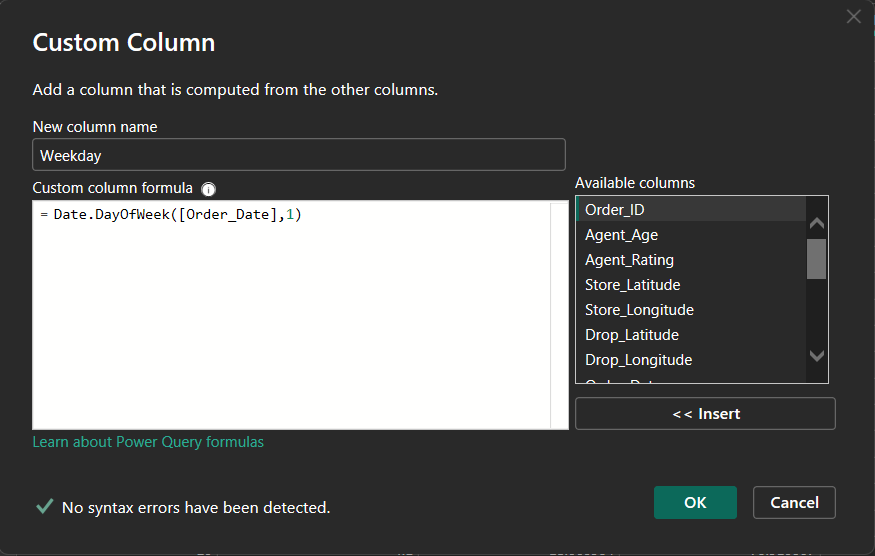 Custom Column
Add a column that is computed from the other columns.
New column name
Weekday
Custom column formula
= Date.DayOfWeek([Order_Date],1)
Available columns
Order_ID
Agent_Age
Agent_Rating
Store_Latitude
Store_Longitude
Drop_Latitude
Drop_Longitude
<< Insert
Learn about Power Query formulas
No syntax errors have been detected.
OK
Cancel